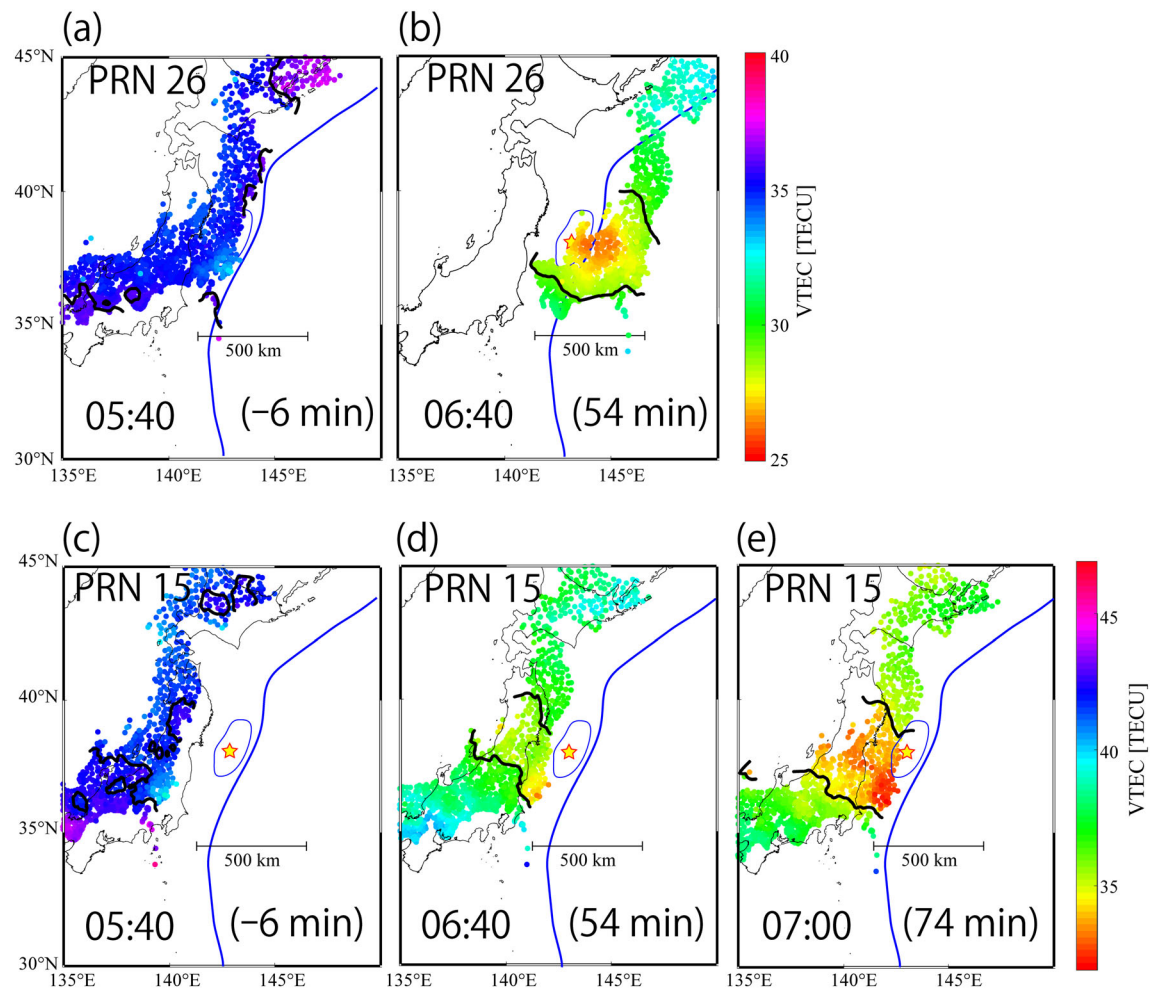 (a)
(b)
45°N
PRN 26
PRN 26
40
40°N
35
VTEC [TECU]
35°N
30
500 km
500 km
05:40
(−6 min)
06:40
(54 min)
30°N
25
135°E
140°E
145°E
135°E
140°E
145°E
(c)
(d)
(e)
45°N
PRN 15
PRN 15
PRN 15
45
40°N
40
VTEC [TECU]
35°N
35
500 km
500 km
500 km
05:40
(−6 min)
06:40
(54 min)
07:00
(74 min)
30°N
135°E
140°E
145°E
135°E
140°E
145°E
135°E
140°E
145°E